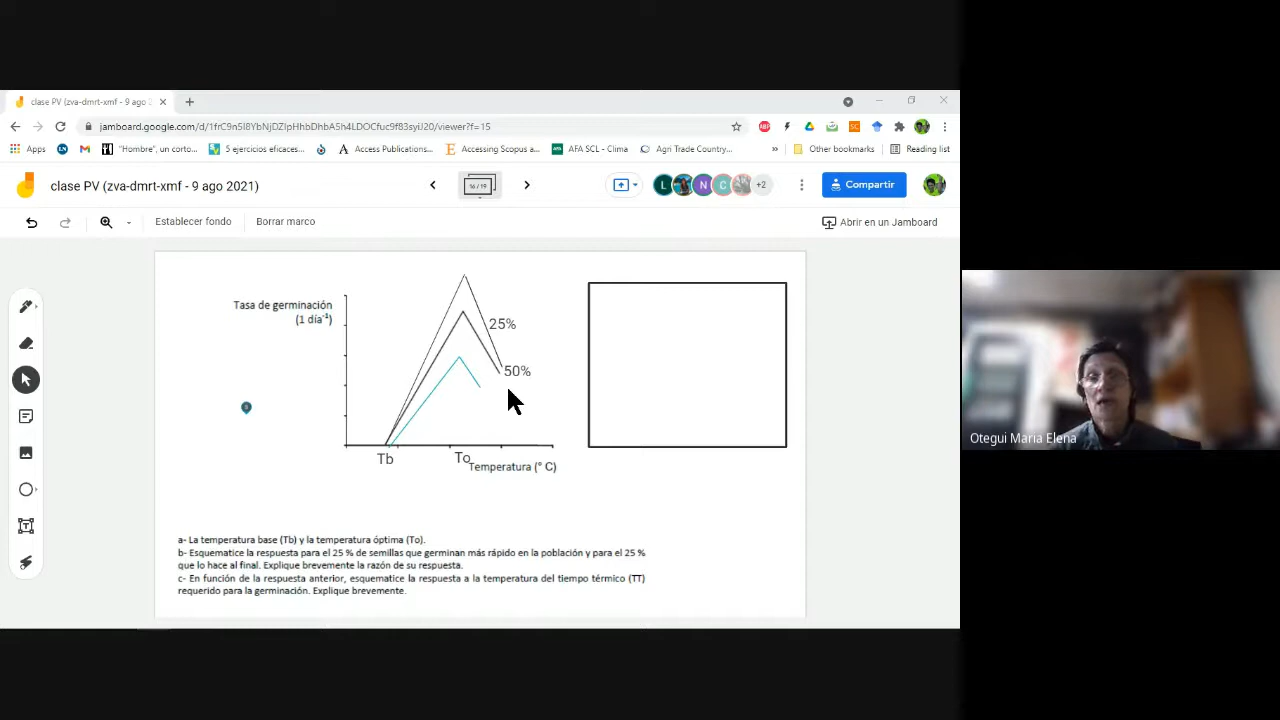 clase PV (zva-dmrt-xmf - 9 ago 2
jamboard.google.com/d/
/viewer?f=15
Apps
"Hombre", un corto...
5 ejercicios eficaces...
Access Publications...
Accessing Scopus a...
AFA SCL - Clima
Agri Trade Country...
»
Other bookmarks
Reading list
clase PV (zva-dmrt-xmf - 9 ago 2021)
16 / 19
L
N
C
+2
Compartir
Establecer fondo
Borrar marco
Abrir en un Jamboard
Tasa de germinación
(1 día-1)
25%
50%
Tb
To
Temperatura (° C)
a- La temperatura base (Tb) y la temperatura óptima (To).
b- Esquematice la respuesta para el 25 % de semillas que germinan más rápido en la población y para el 25 %
que lo hace al final. Explique brevemente la razón de su respuesta.
c- En función de la respuesta anterior, esquematice la respuesta a la temperatura del tiempo térmico (TT)
requerido para la germinación. Explique brevemente.
Otegui Maria Elena